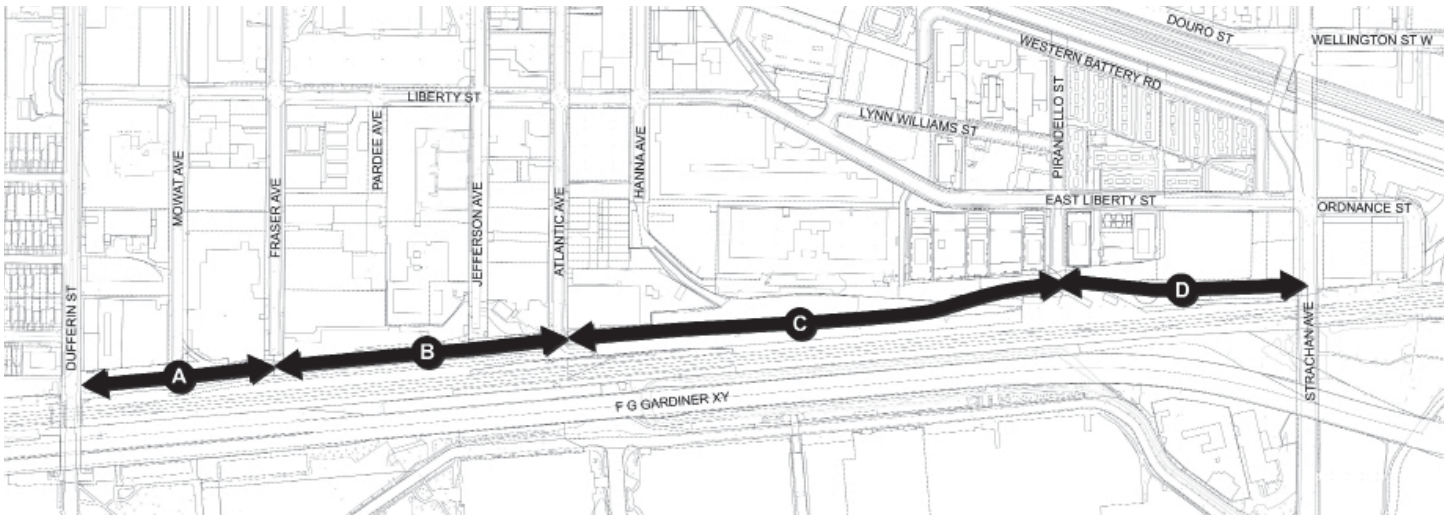 DOURO ST
WELLINGTON ST W
WESTERN BATTERY RD
LIBERTY ST
LYNN WILLIAMS ST
PIRANDELLO ST
PARDEE AVE
HANNA AVE
MOWAT AVE
FRASER AVE
JEFFERSON AVE
ATLANTIC AVE
EAST LIBERTY ST
ORDNANCE ST
DUFFERIN ST
STRACHAN AVE
A
B
C
D
F G GARDINER XY